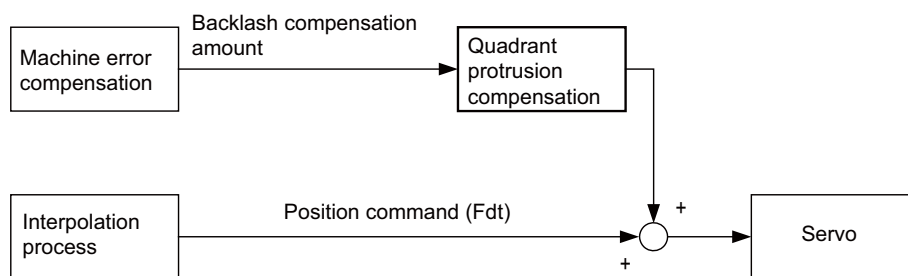 Backlash compensation
amount
Machine error
compensation
Quadrant
protrusion
compensation
+
Interpolation
process
Position command (Fdt)
+
Servo